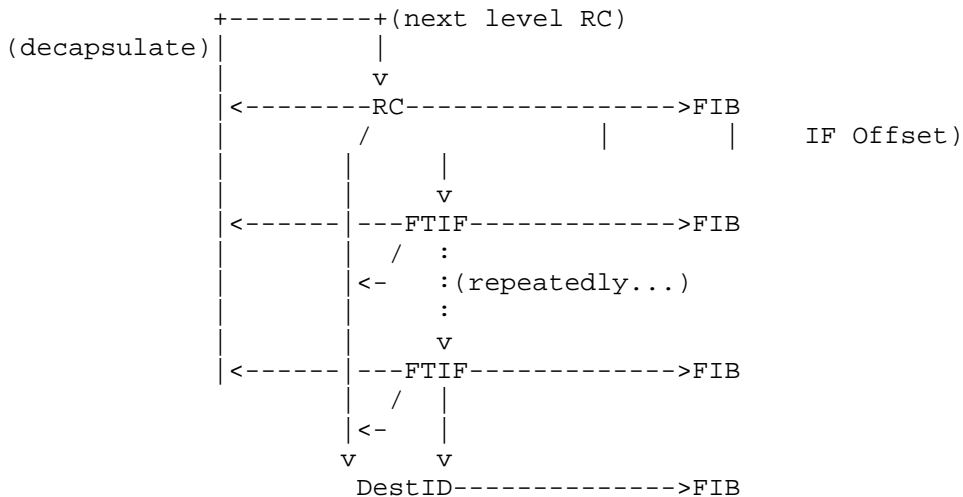 +---------+(next level RC)
(decapsulate)|         |
|         v
|<--------RC----------------->FIB
|        /               |       |    IF Offset)
|       |     |
|       |     v
|<------|---FTIF------------->FIB
|       |  /  :
|       |<-   :(repeatedly...)
|       |     :
|       |     v
|<------|---FTIF------------->FIB
|  /  |
|<-   |
v     v
DestID-------------->FIB